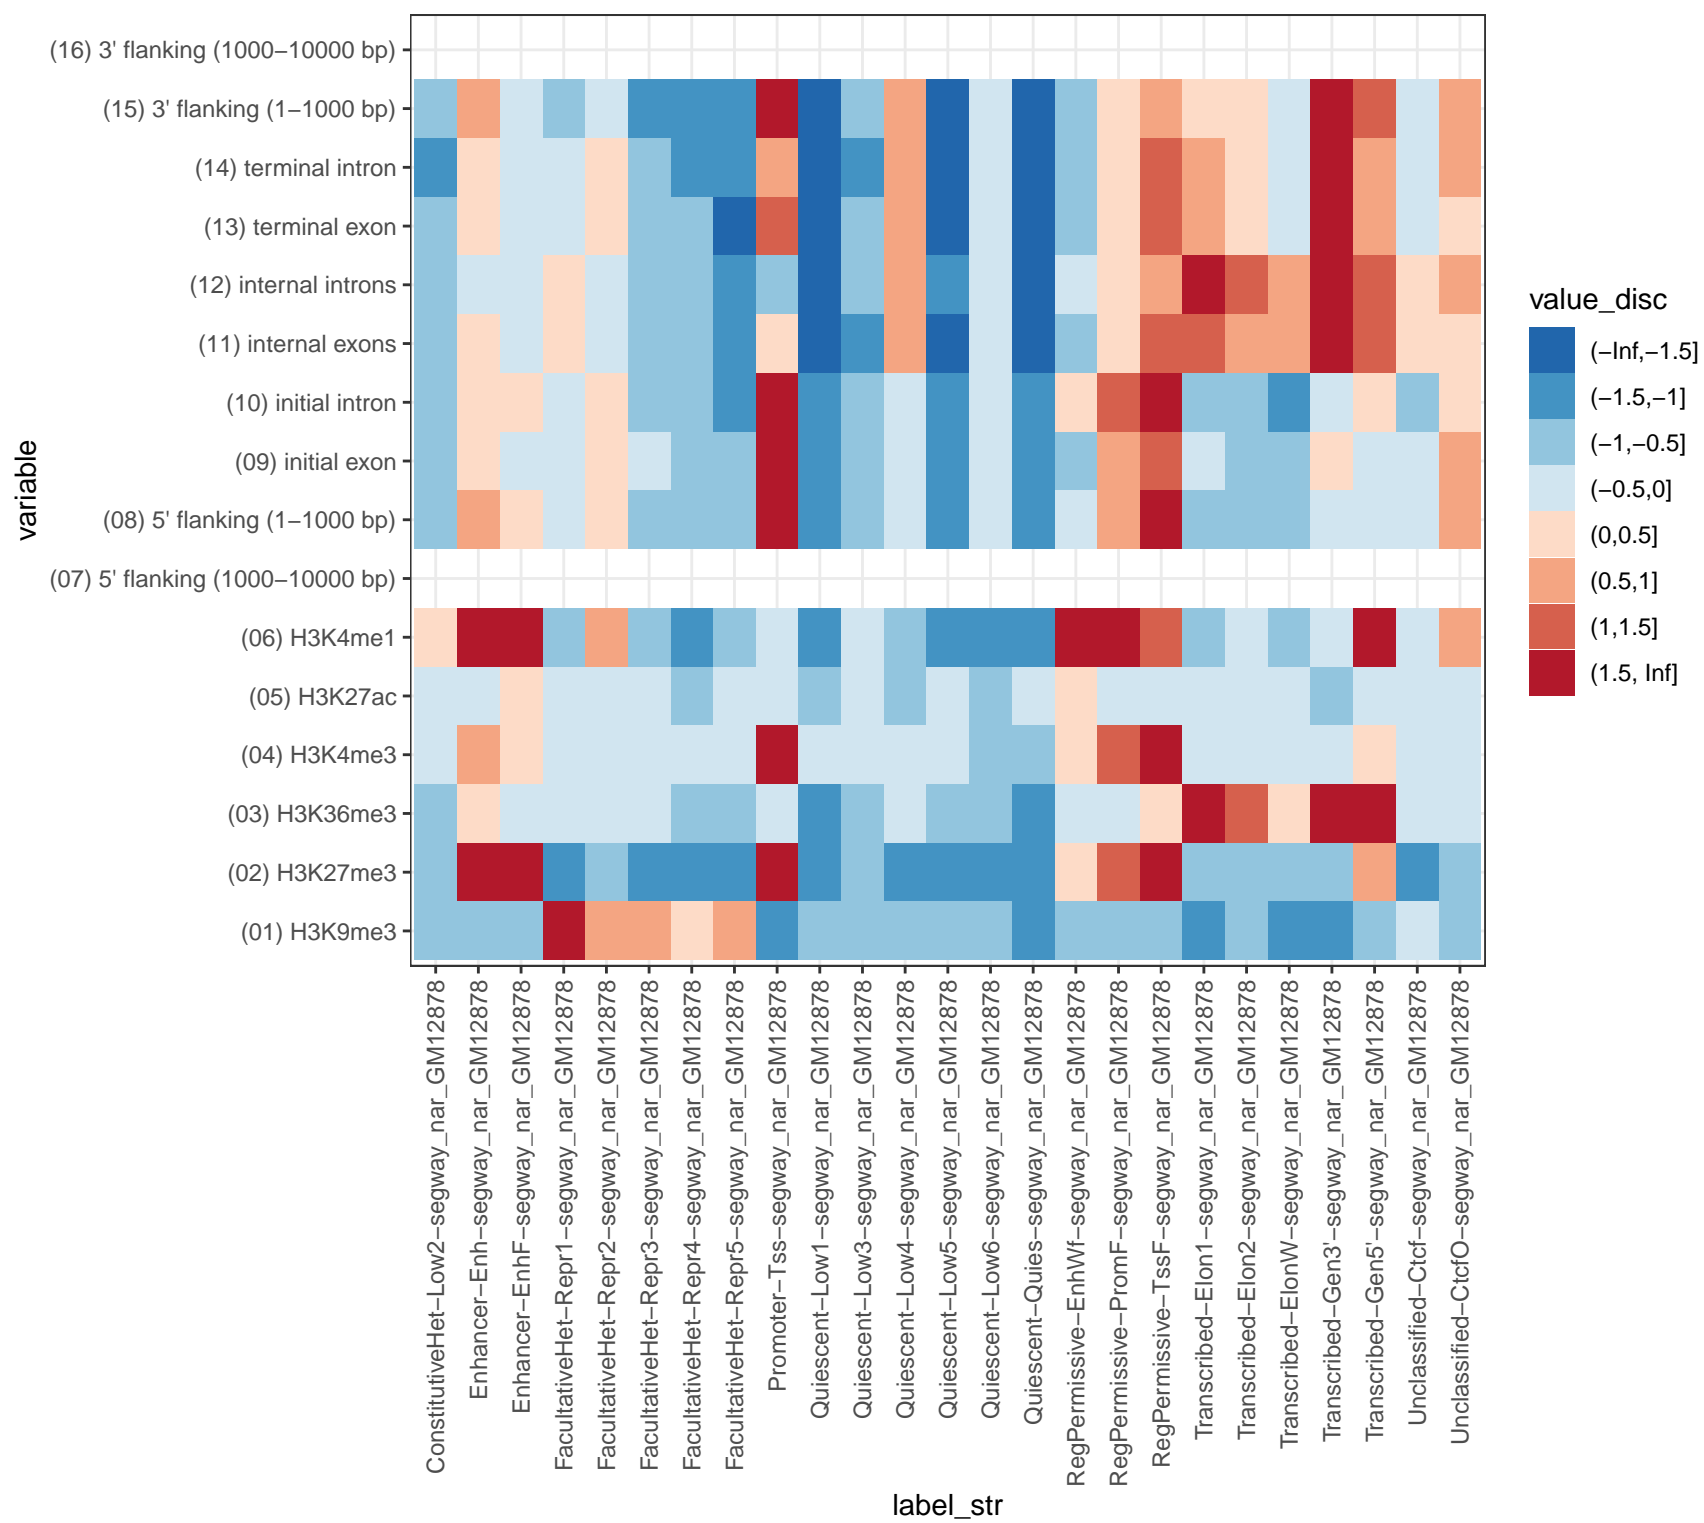 (16) 3' flanking (1000−10000 bp)
(15) 3' flanking (1−1000 bp)
(14) terminal intron
(13) terminal exon
(12) internal introns
(11) internal exons
(10) initial intron
(09) initial exon
(08) 5' flanking (1−1000 bp)
(07) 5' flanking (1000−10000 bp)
(06) H3K4me1
(05) H3K27ac
(04) H3K4me3
(03) H3K36me3
(02) H3K27me3
(01) H3K9me3
variable
ConstitutiveHet−Low2−segway_nar_GM12878
Enhancer−Enh−segway_nar_GM12878
Enhancer−EnhF−segway_nar_GM12878
FacultativeHet−Repr1−segway_nar_GM12878
FacultativeHet−Repr2−segway_nar_GM12878
FacultativeHet−Repr3−segway_nar_GM12878
FacultativeHet−Repr4−segway_nar_GM12878
FacultativeHet−Repr5−segway_nar_GM12878
Promoter−Tss−segway_nar_GM12878
Quiescent−Low1−segway_nar_GM12878
Quiescent−Low3−segway_nar_GM12878
Quiescent−Low4−segway_nar_GM12878
Quiescent−Low5−segway_nar_GM12878
Quiescent−Low6−segway_nar_GM12878
Quiescent−Quies−segway_nar_GM12878
RegPermissive−EnhWf−segway_nar_GM12878
RegPermissive−PromF−segway_nar_GM12878
RegPermissive−TssF−segway_nar_GM12878
Transcribed−Elon1−segway_nar_GM12878
Transcribed−Elon2−segway_nar_GM12878
Transcribed−ElonW−segway_nar_GM12878
Transcribed−Gen3'−segway_nar_GM12878
Transcribed−Gen5'−segway_nar_GM12878
Unclassified−Ctcf−segway_nar_GM12878
Unclassified−CtcfO−segway_nar_GM12878
label_str
value_disc
(−Inf,−1.5]
(−1.5,−1]
(−1,−0.5]
(−0.5,0]
(0,0.5]
(0.5,1]
(1,1.5]
(1.5, Inf]